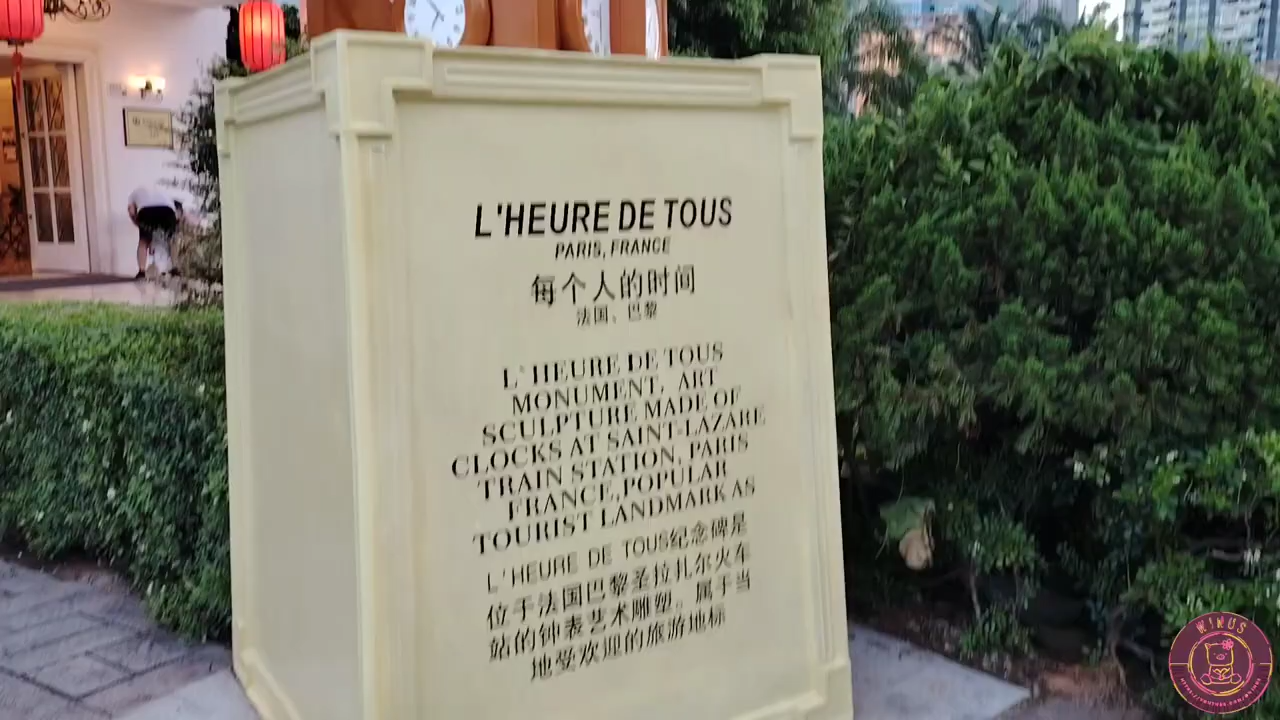 L'HEURE DE TOUS
PARIS, FRANCE
每个人的时间
法国、巴黎
L' HEURE DE TOUS
MONUMENT, ART
SCULPTURE MADE OF
CLOCKS AT SAINT-LAZARE
TRAIN STATION, PARIS
FRANCE,POPULAR
TOURIST LANDMARK AS
L'HEURE DE TOUS纪念碑是
位于法国巴黎圣拉扎尔火车
站的钟表艺术雕塑。属于当
地受欢迎的旅游地标
WINUS